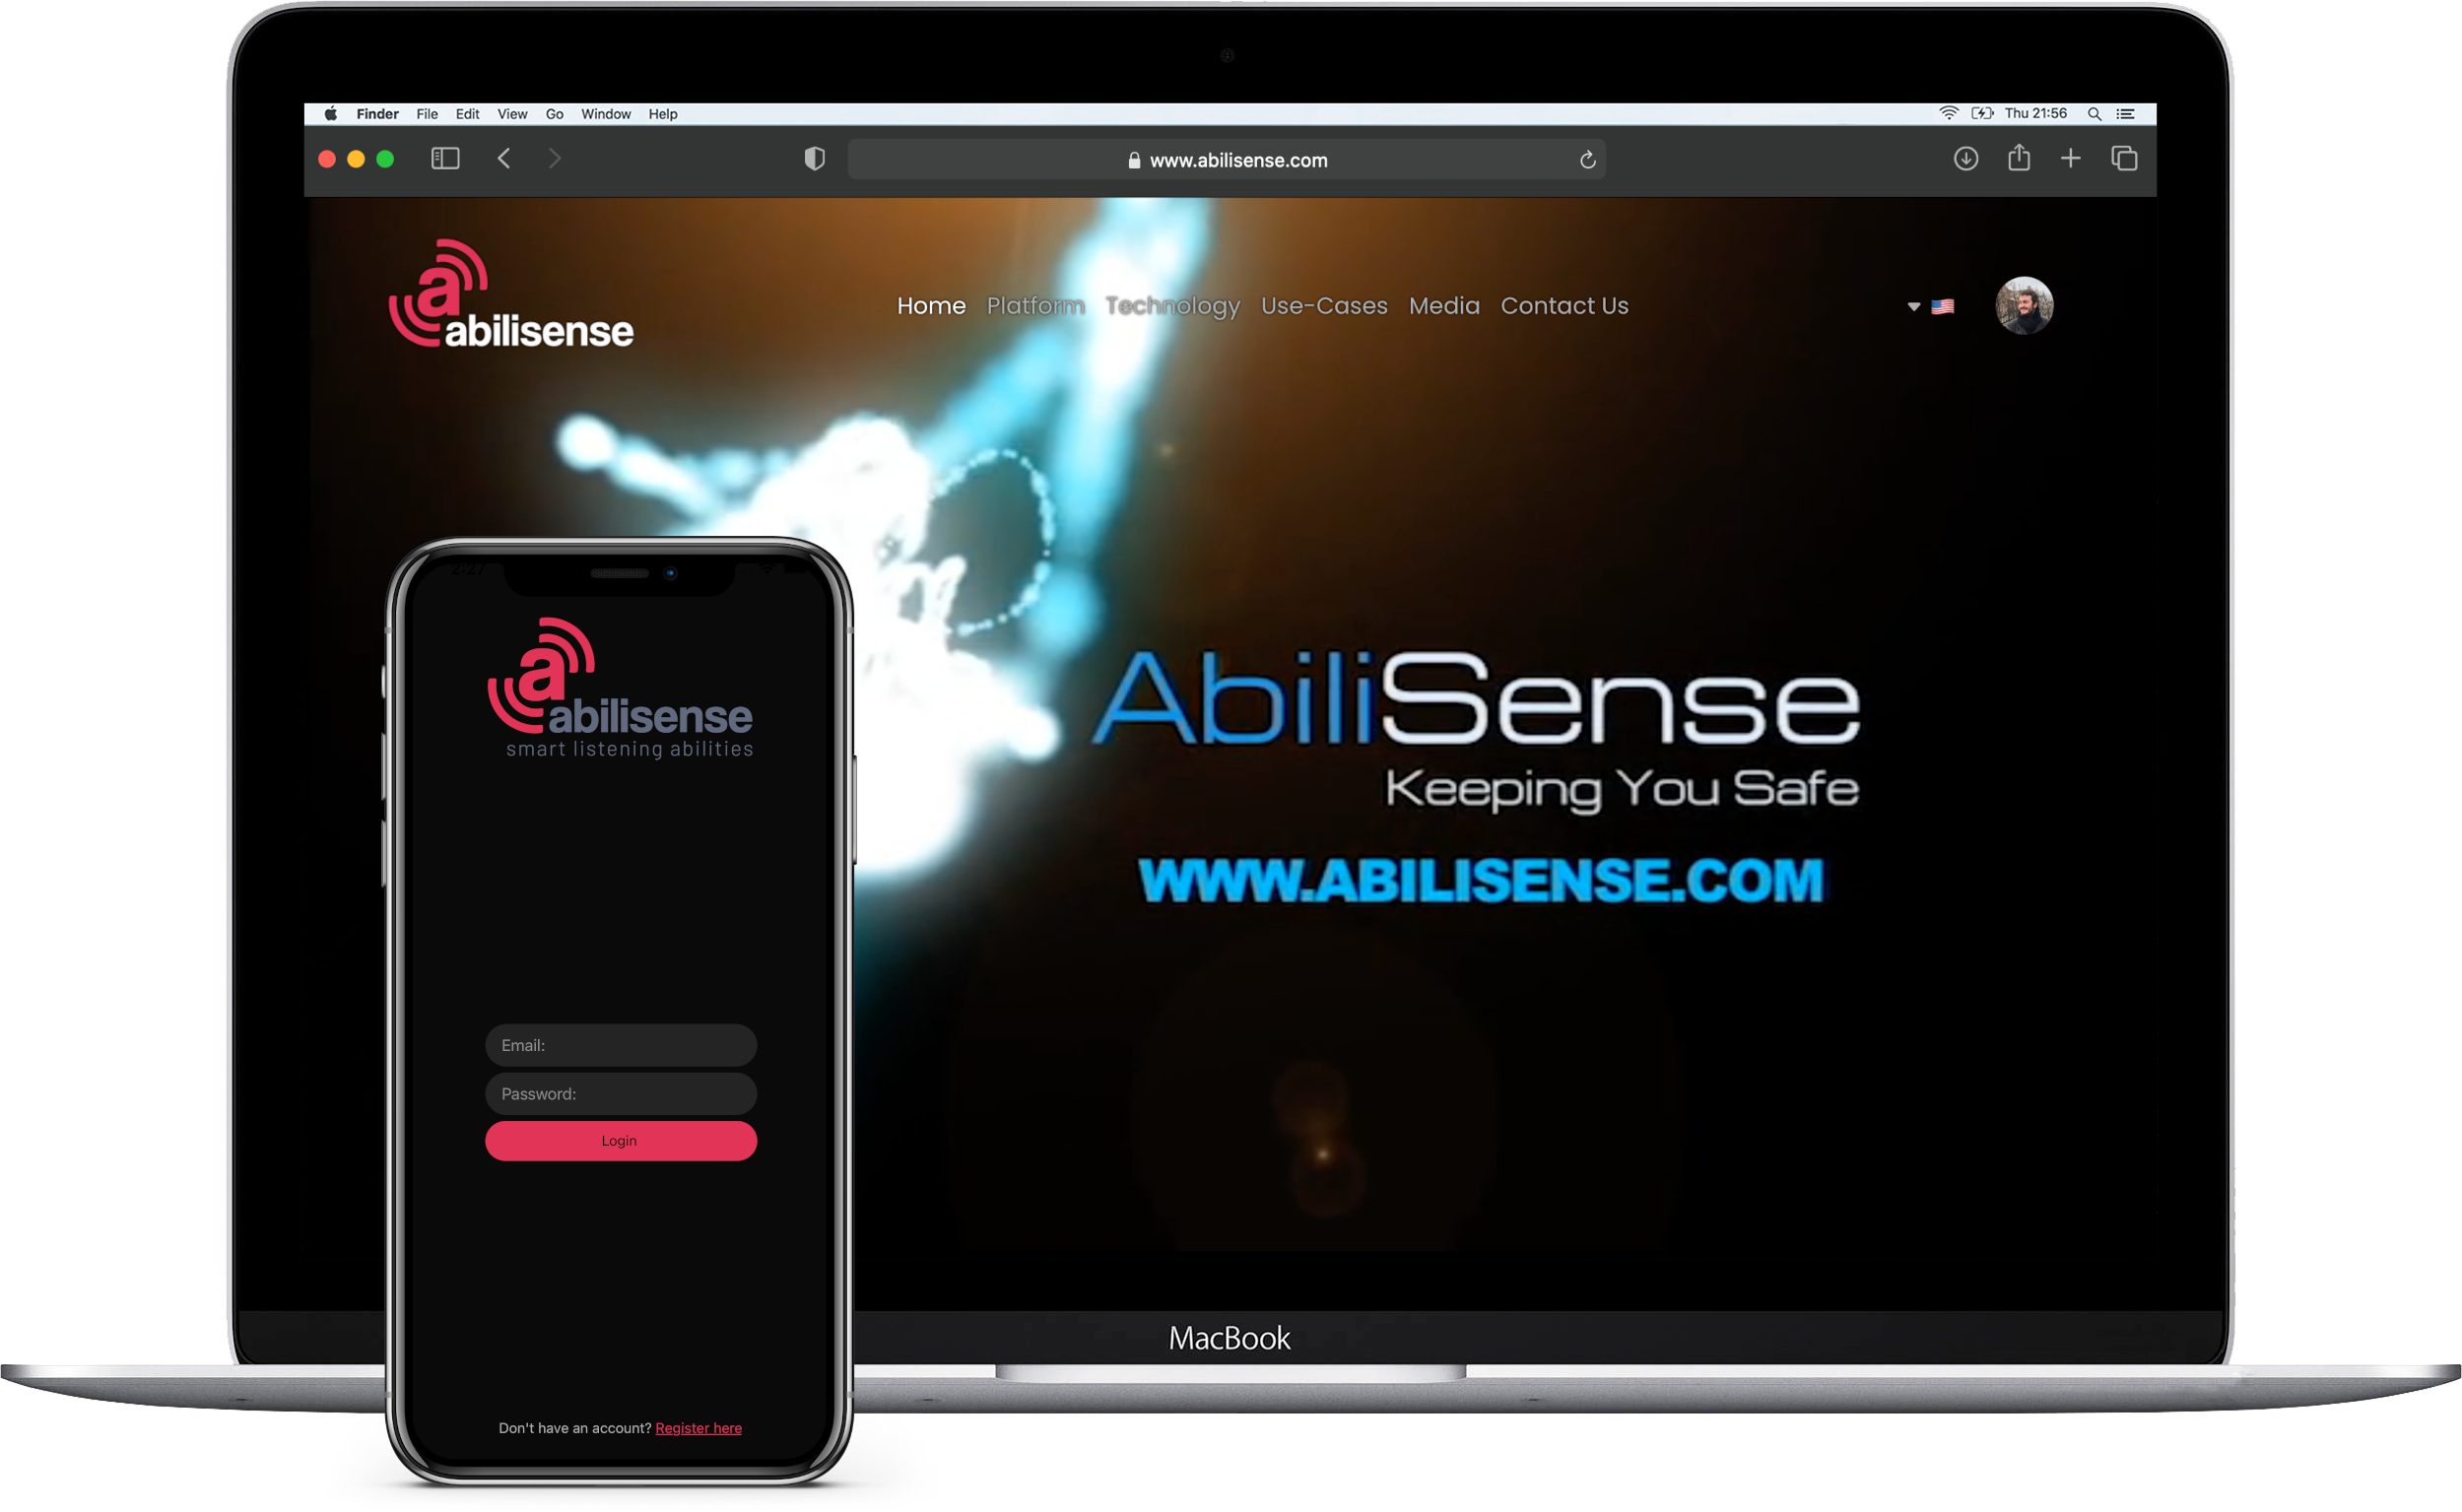 Finder File Edit View Go Window Help Thu 21:56
www.abilisense.com
a
abilisense
Home Platform Technology Use-Cases Media Contact Us
AbiliSense
Keeping You Safe
WWW.ABILISENSE.COM
MacBook
2:27
a
abilisense
smart listening abilities
Email:
Password:
Login
Don't have an account? Register here